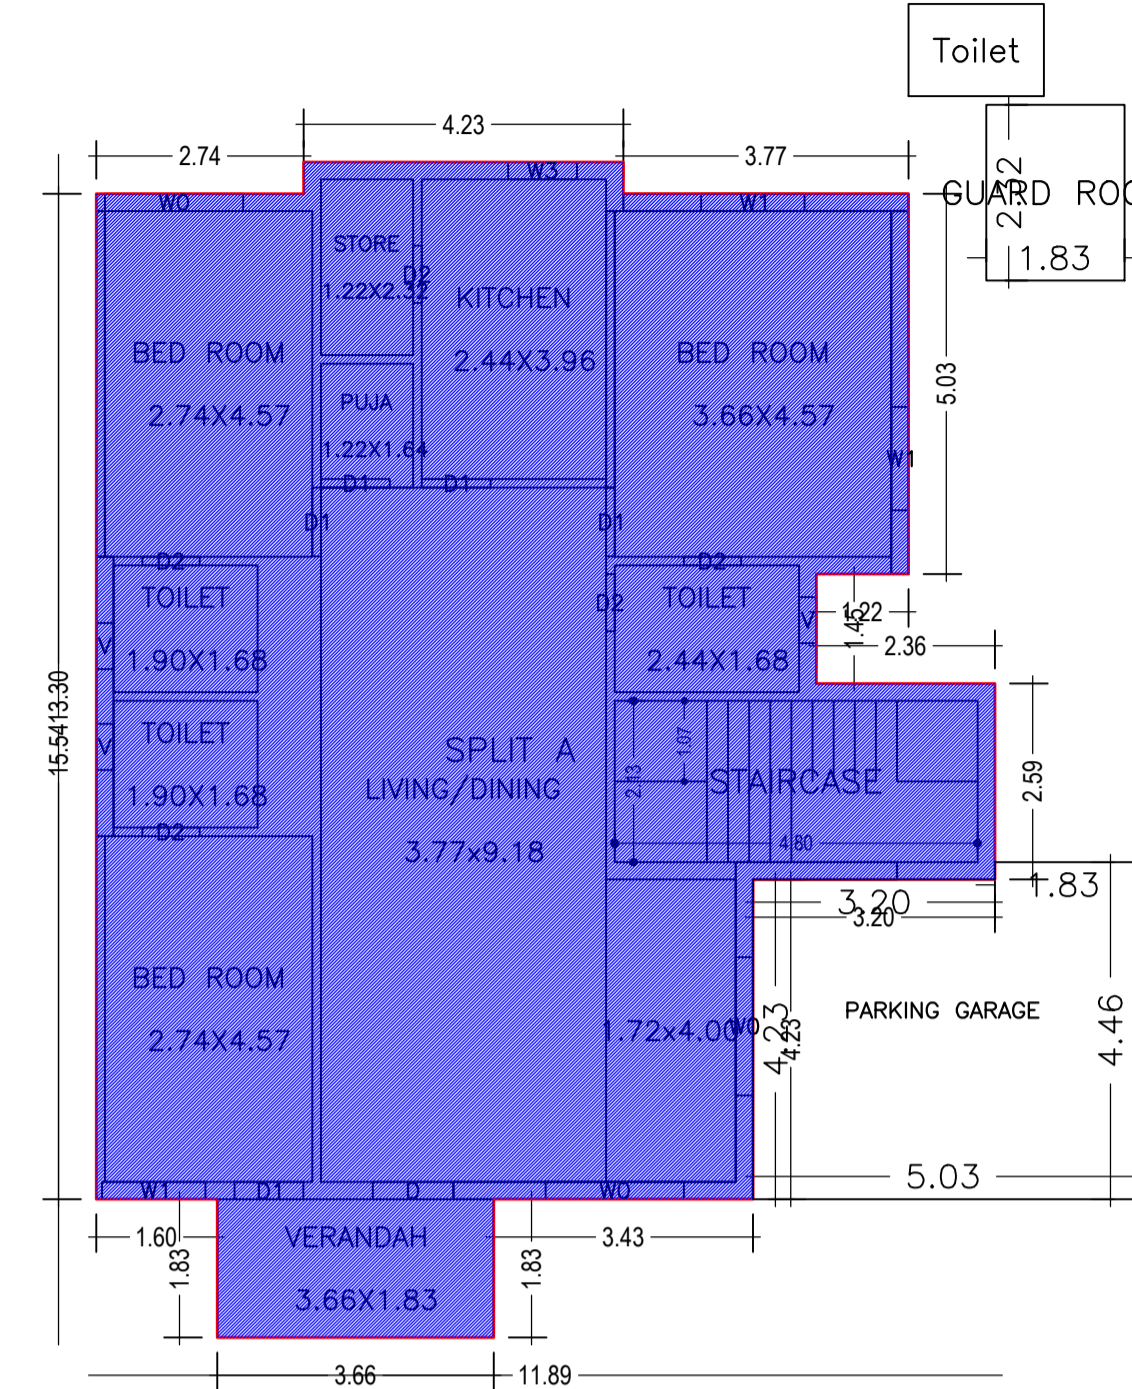 Toilet
4.23
2.74
3.77
W3
2.32
GUARD
W0
W1
STORE
D2
1.22X2.32
1.83
KITCHEN
BED ROOM
2.44X3.96
BED ROOM
5.03
2.74X4.57
PUJA
3.66X4.57
1.22X1.64
W1
D1
D1
D1
D1
D2
D2
TOILET
D2
TOILET
V
1.22
1.45
V
1.90X1.68
2.44X1.68
2.36
15.54
13.30
TOILET
V
SPLIT A
1.07
2.13
STAIRCASE
2.59
LIVING/DINING
1.90X1.68
D2
3.77x9.18
4.80
1.83
3.20
3.20
BED ROOM
PARKING GARAGE
2.74X4.57
1.72x4.00
W0
4.23
4.23
4.46
5.03
W1
D1
D
W0
1.60
VERANDAH
3.43
1.83
1.83
3.66X1.83
3.66
11.89